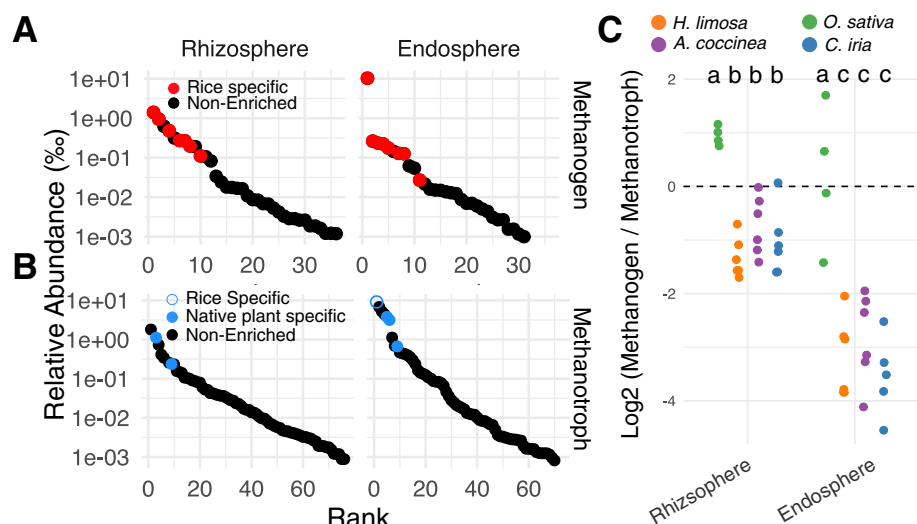 A
Rhizosphere
Endosphere
Rice specific
Non-Enriched
1e+01
1e+00
1e-01
1e-02
1e-03
0 10 20 30
0 10 20 30
Methanogen
Relative Abundance (‰)
B
Rice Specific
Native plant specific
Non-Enriched
1e+01
1e+00
1e-01
1e-02
1e-03
0 20 40 60
0 20 40 60
Methanotroph
Rank
C
H. limosa
O. sativa
A. coccinea
C. iria
a b b b a c c c
2
0
-2
-4
Log2 (Methanogen / Methanotroph)
Rhizsophere
Endosphere